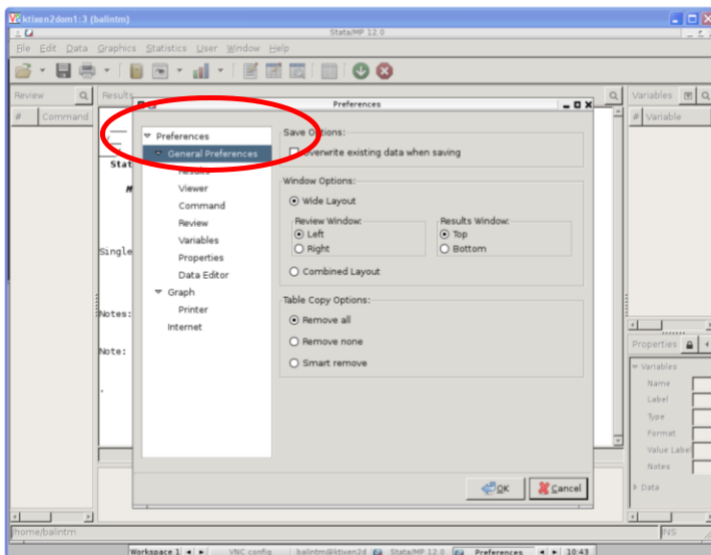 ktixen2dom1:3 (balintm)
Stata/MP 12.0
File Edit Data Graphics Statistics User Window Help
Review
Results
Variables
# Command
# Variable
Preferences
Preferences
General Preferences
Results
Viewer
Command
Review
Variables
Properties
Data Editor
Graph
Printer
Internet
Save Options:
Overwrite existing data when saving
Window Options:
Wide Layout
Review Window:
Left
Right
Results Window:
Top
Bottom
Combined Layout
Table Copy Options:
Remove all
Remove none
Smart remove
OK
Cancel
Stat
M
Single
Notes:
Note:
.
Properties
Variables
Name
Label
Type
Format
Value Label
Notes
Data
/home/balintm
INS
Workspace 1
VNC config
balintm@ktixen2d
Stata/MP 12.0
Preferences
10:43